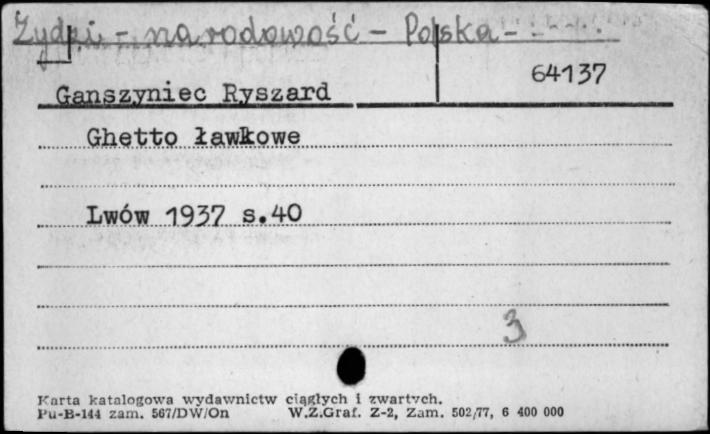 Żydzi - narodowość - Polska -
64137
Ganszyniec Ryszard
Ghetto ławkowe
Lwów 1937 s.40
3
Karta katalogowa wydawnictw ciągłych i zwartych.
Pu-B-144 zam. 567/DW/On W.Z.Graf. Z-2, Zam. 502/77, 6 400 000